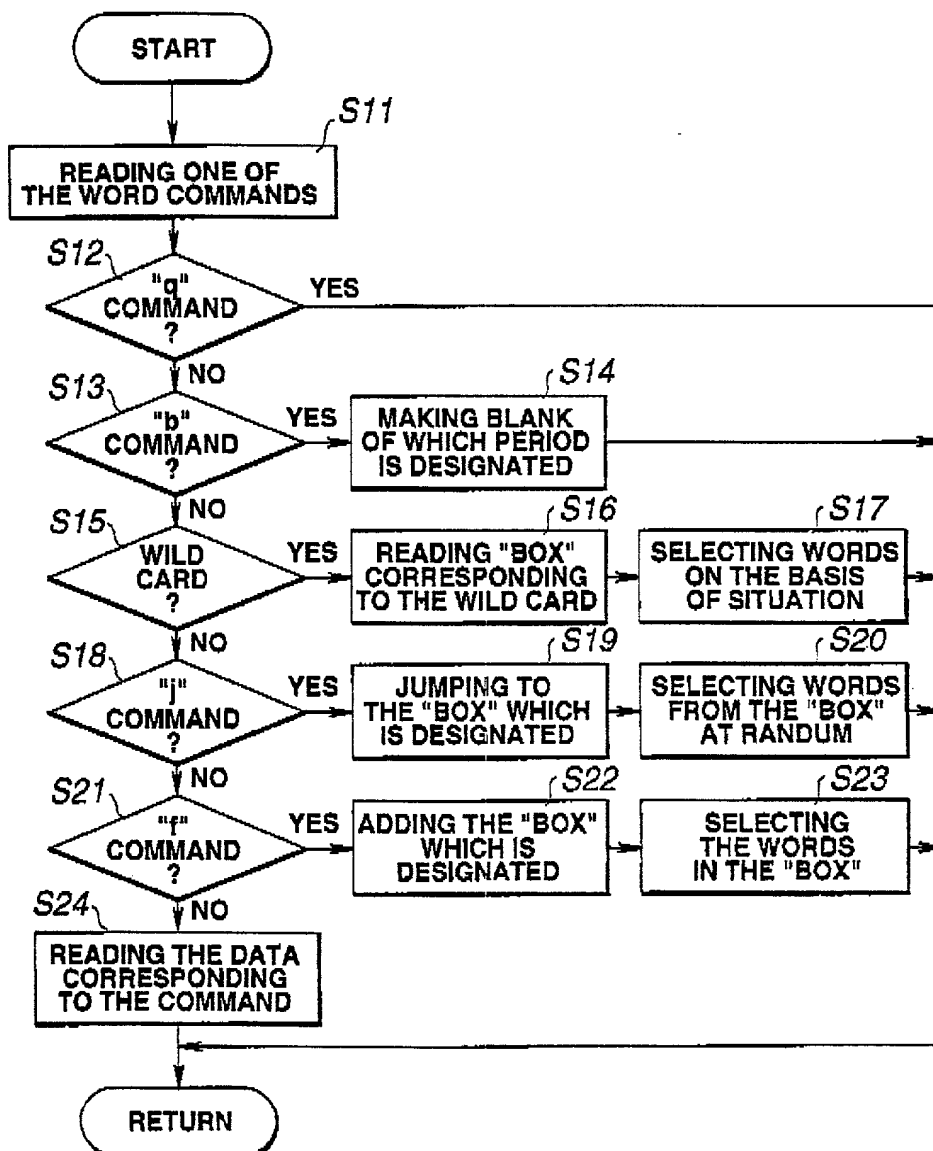 START
S11
READING ONE OF
THE WORD COMMANDS
S12
"q"
COMMAND
?
YES
NO
S13
"b"
COMMAND
?
YES
S14
MAKING BLANK
OF WHICH PERIOD
IS DESIGNATED
NO
S15
WILD
CARD
?
YES
S16
READING "BOX"
CORRESPONDING
TO THE WILD CARD
S17
SELECTING WORDS
ON THE BASIS
OF SITUATION
NO
S18
"j"
COMMAND
?
YES
S19
JUMPING TO
THE "BOX" WHICH
IS DESIGNATED
S20
SELECTING WORDS
FROM THE "BOX"
AT RANDUM
NO
S21
"f"
COMMAND
?
YES
S22
ADDING THE "BOX"
WHICH IS
DESIGNATED
S23
SELECTING
THE WORDS
IN THE "BOX"
NO
S24
READING THE DATA
CORRESPONDING
TO THE COMMAND
RETURN